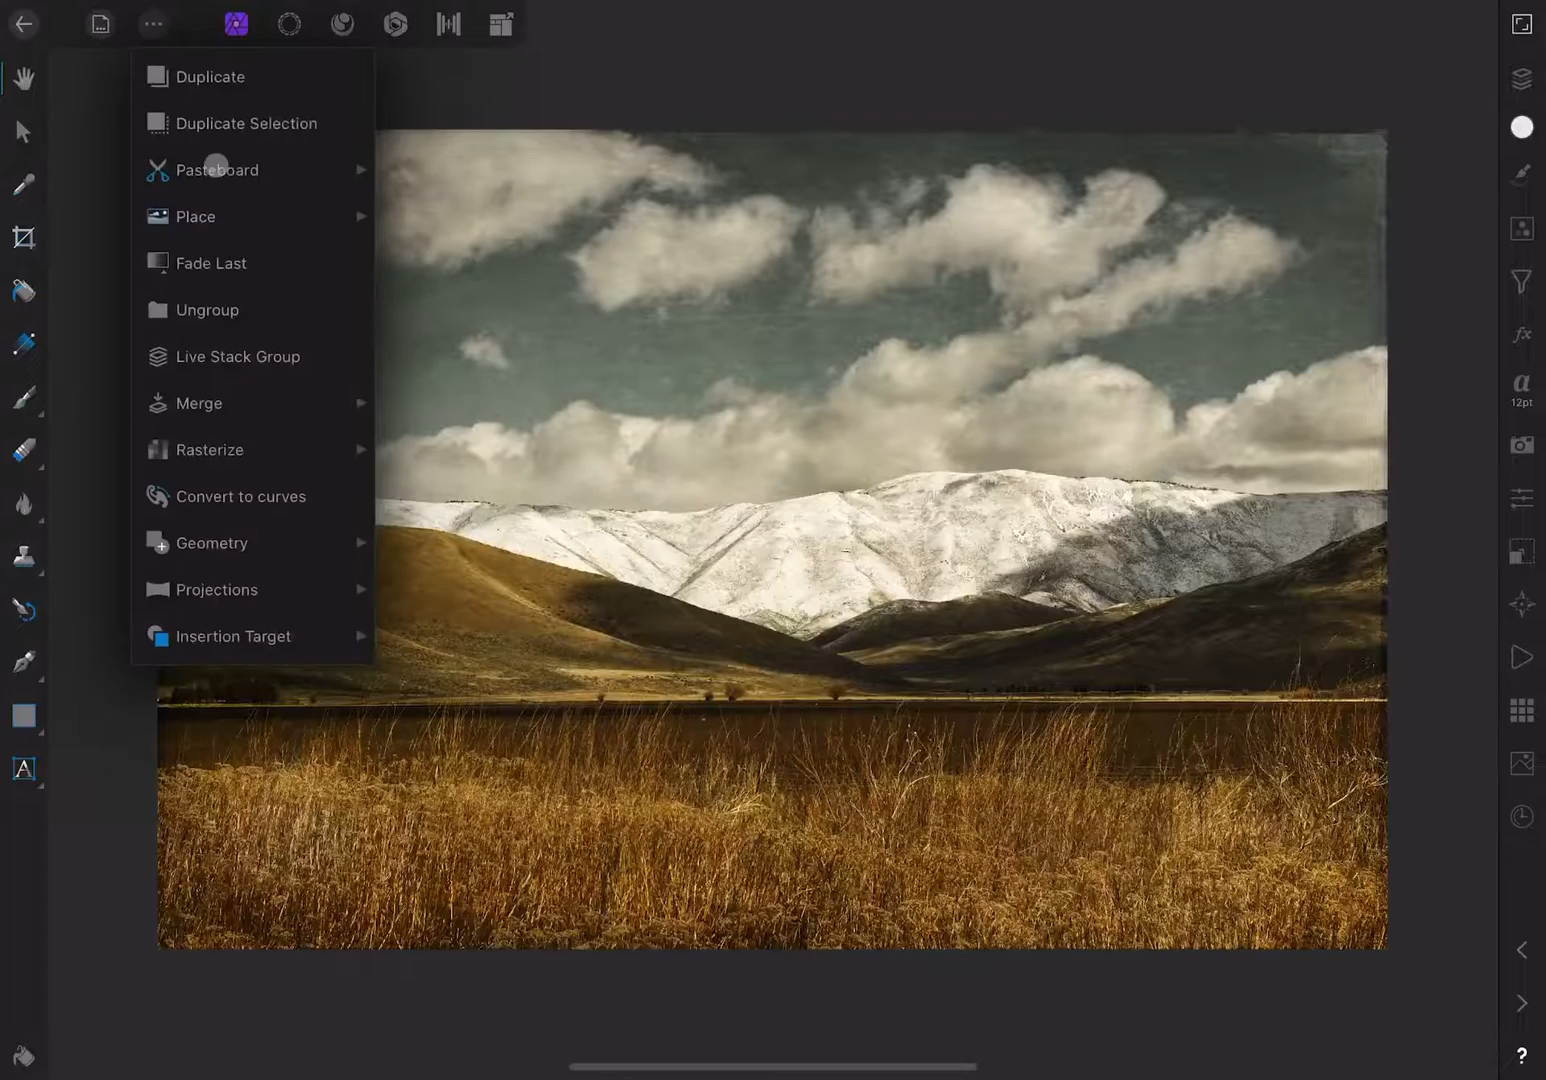 Duplicate
Duplicate Selection
Pasteboard
Place
Fade Last
Ungroup
Live Stack Group
Merge
Rasterize
Convert to curves
Geometry
Projections
Insertion Target
A
fx
a
12pt
?